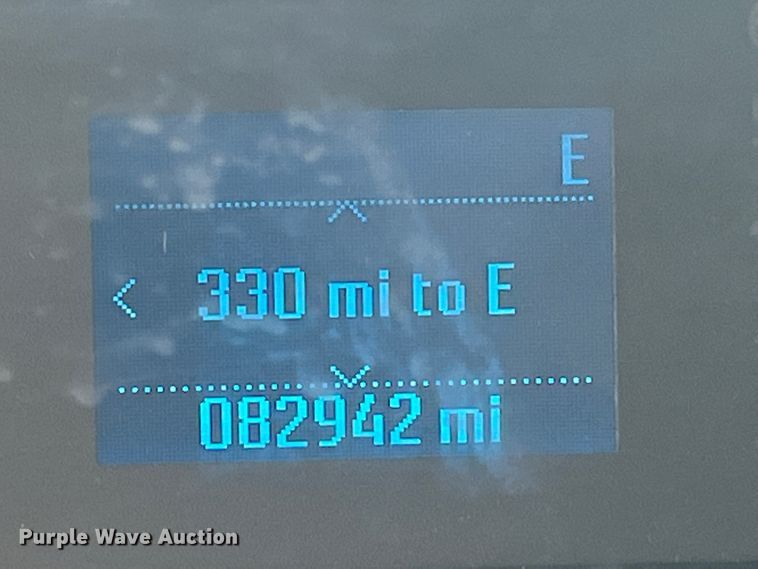 E
330 mi to E
082942 mi
Purple Wave Auction